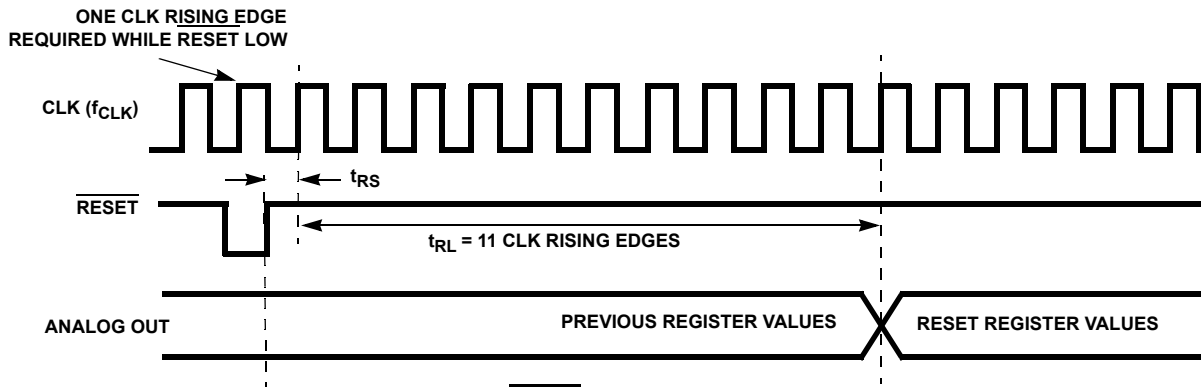 ONE CLK RISING EDGE
REQUIRED WHILE RESET LOW
CLK (fCLK)
tRS
RESET
tRL = 11 CLK RISING EDGES
ANALOG OUT
PREVIOUS REGISTER VALUES
RESET REGISTER VALUES